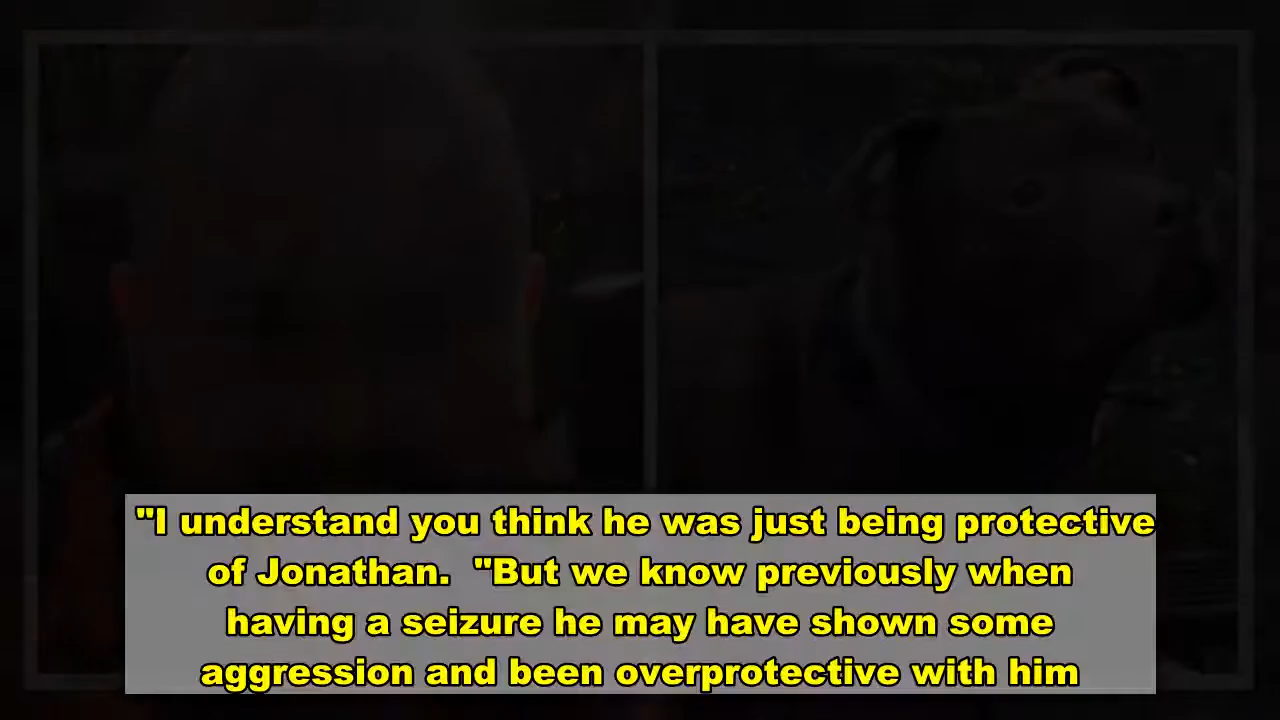 "I understand you think he was just being protective
of Jonathan.  "But we know previously when
having a seizure he may have shown some
aggression and been overprotective with him